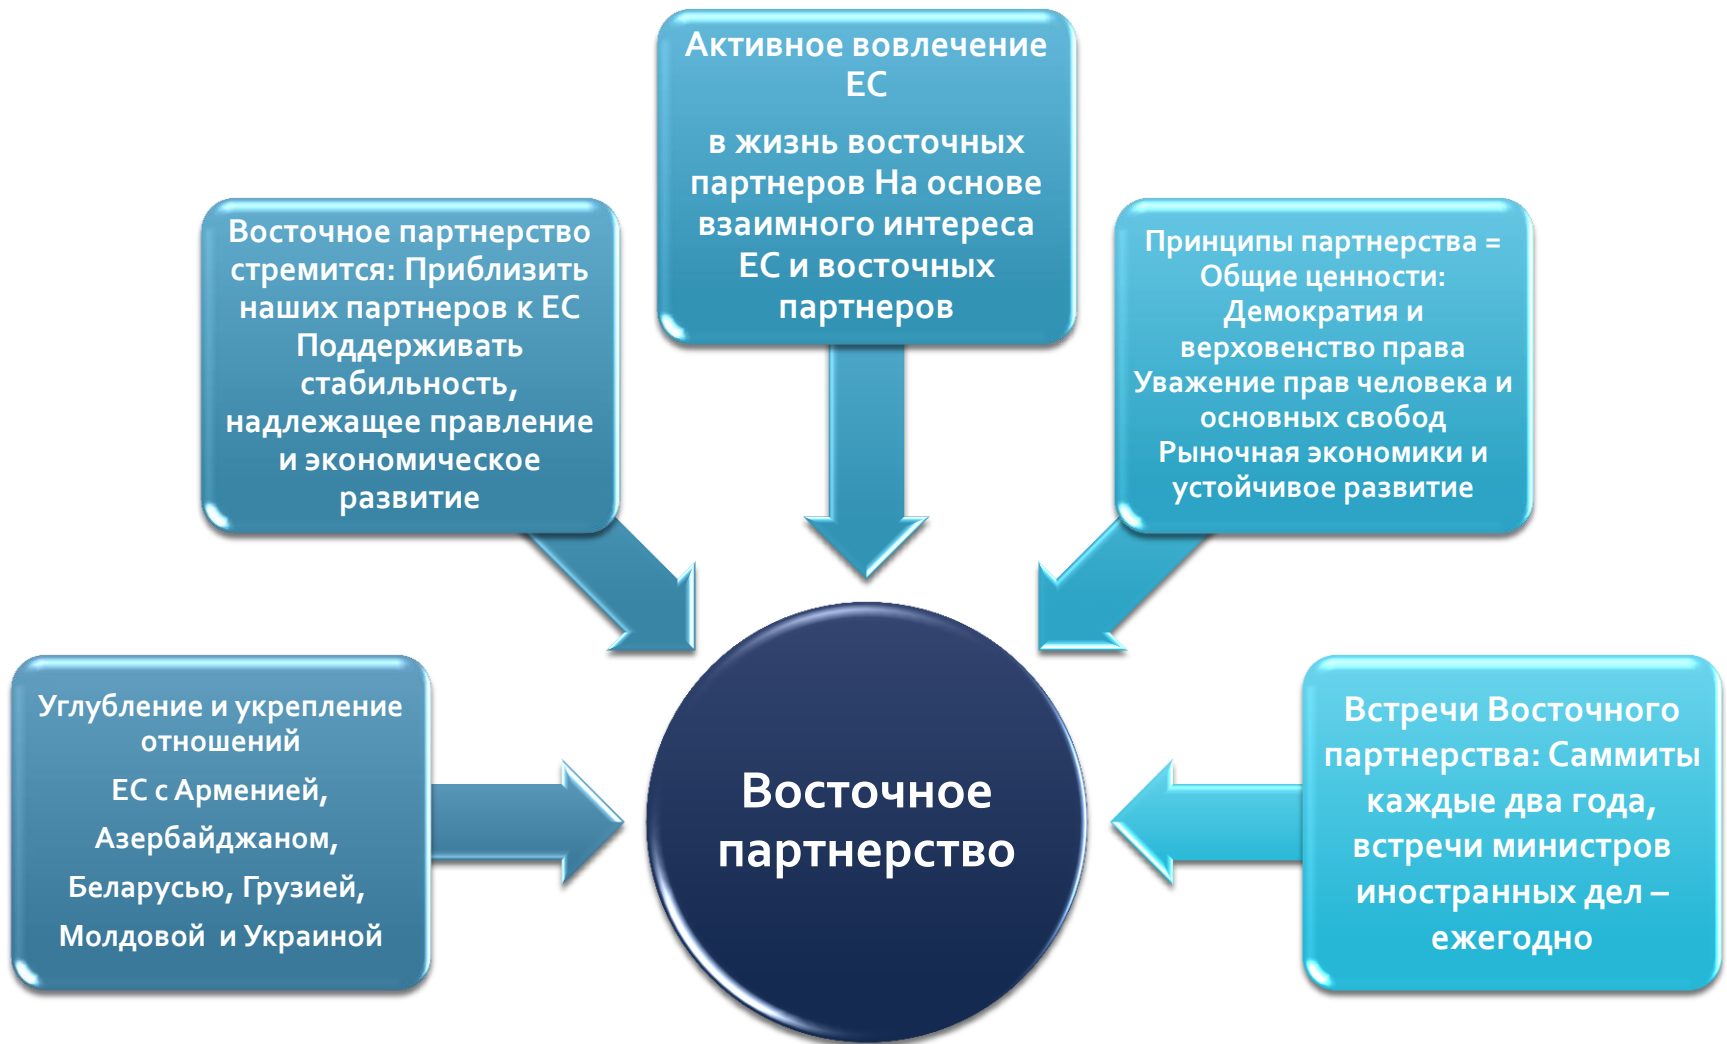 Активное вовлечение
ЕС
в жизнь восточных
партнеров На основе
взаимного интереса
ЕС и восточных
партнеров
Восточное партнерство
стремится: Приблизить
наших партнеров к ЕС
Поддерживать
стабильность,
надлежащее правление
и экономическое
развитие
Принципы партнерства =
Общие ценности:
Демократия и
верховенство права
Уважение прав человека и
основных свобод
Рыночная экономики и
устойчивое развитие
Углубление и укрепление
отношений
ЕС с Арменией,
Азербайджаном,
Беларусью, Грузией,
Молдовой и Украиной
Восточное
партнерство
Встречи Восточного
партнерства: Саммиты
каждые два года,
встречи министров
иностранных дел –
ежегодно